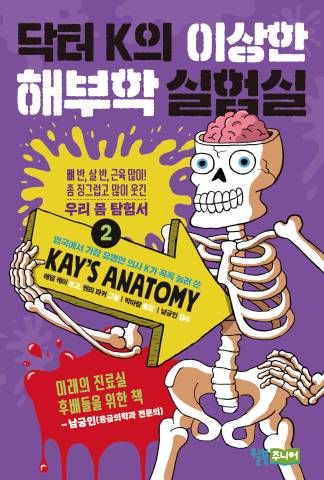 닥터 K의 이상한
해부학 실험실
뼈 반, 살 반, 근육 많이!
좀 징그럽고 많이 웃긴
우리 몸 탐험서
2
영국에서 가장 유명한 의사 K가 꼭꼭 눌러 쓴
KAY'S ANATOMY
애덤 케이 쓰고, 헨리 파커 그림 | 박아람 옮김 | 남궁인 감수
미래의 진료실
후배들을 위한 책
– 남궁인(응급의학과 전문의)
윌북주니어